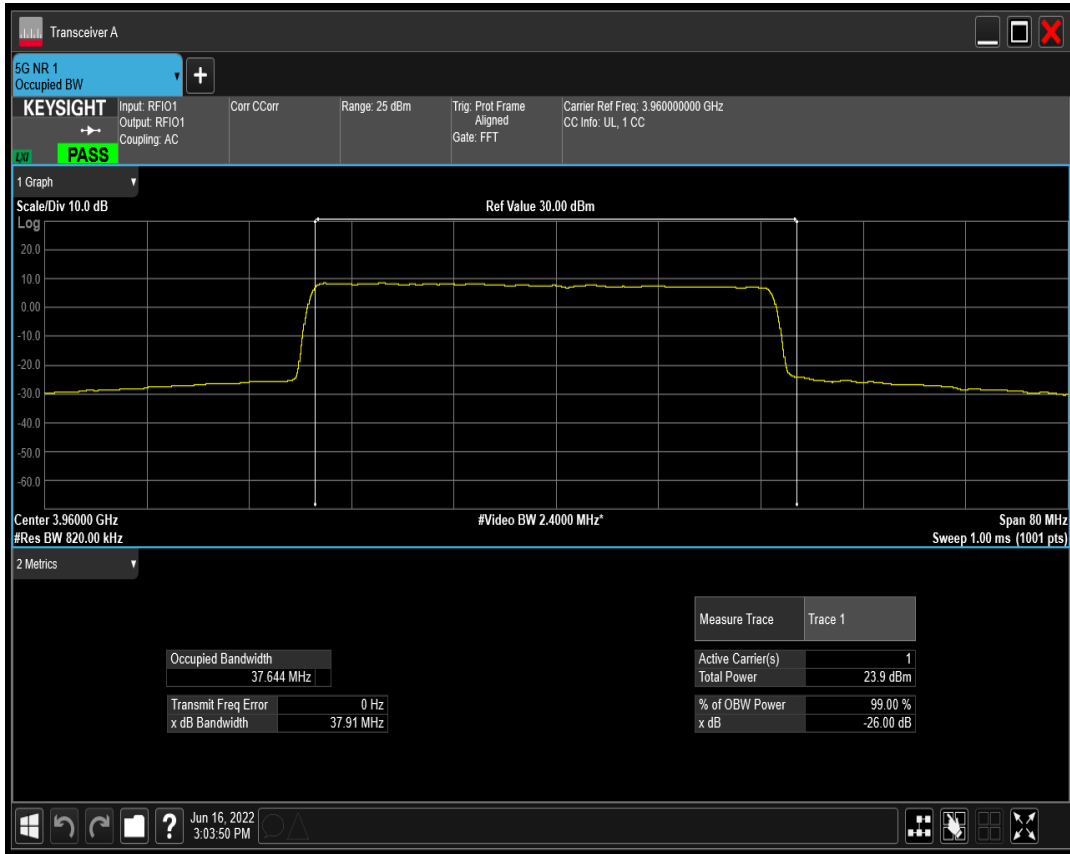 Transceiver A
5G NR 1
Occupied BW
+
KEYSIGHT
LXI
PASS
Input: RFIO1
Output: RFIO1
Coupling: AC
Corr CCorr
Range: 25 dBm
Trig: Prot Frame
Aligned
Gate: FFT
Carrier Ref Freq: 3.960000000 GHz
CC Info: UL, 1 CC
1 Graph
Scale/Div 10.0 dB
Ref Value 30.00 dBm
Log
20.0
10.0
0.00
-10.0
-20.0
-30.0
-40.0
-50.0
-60.0
Center 3.96000 GHz
#Video BW 2.4000 MHz*
Span 80 MHz
#Res BW 820.00 kHz
Sweep 1.00 ms (1001 pts)
2 Metrics
Measure Trace Trace 1
Occupied Bandwidth
37.644 MHz
Active Carrier(s) 1
Total Power 23.9 dBm
Transmit Freq Error 0 Hz
x dB Bandwidth 37.91 MHz
% of OBW Power 99.00 %
x dB -26.00 dB
?
Jun 16, 2022
3:03:50 PM